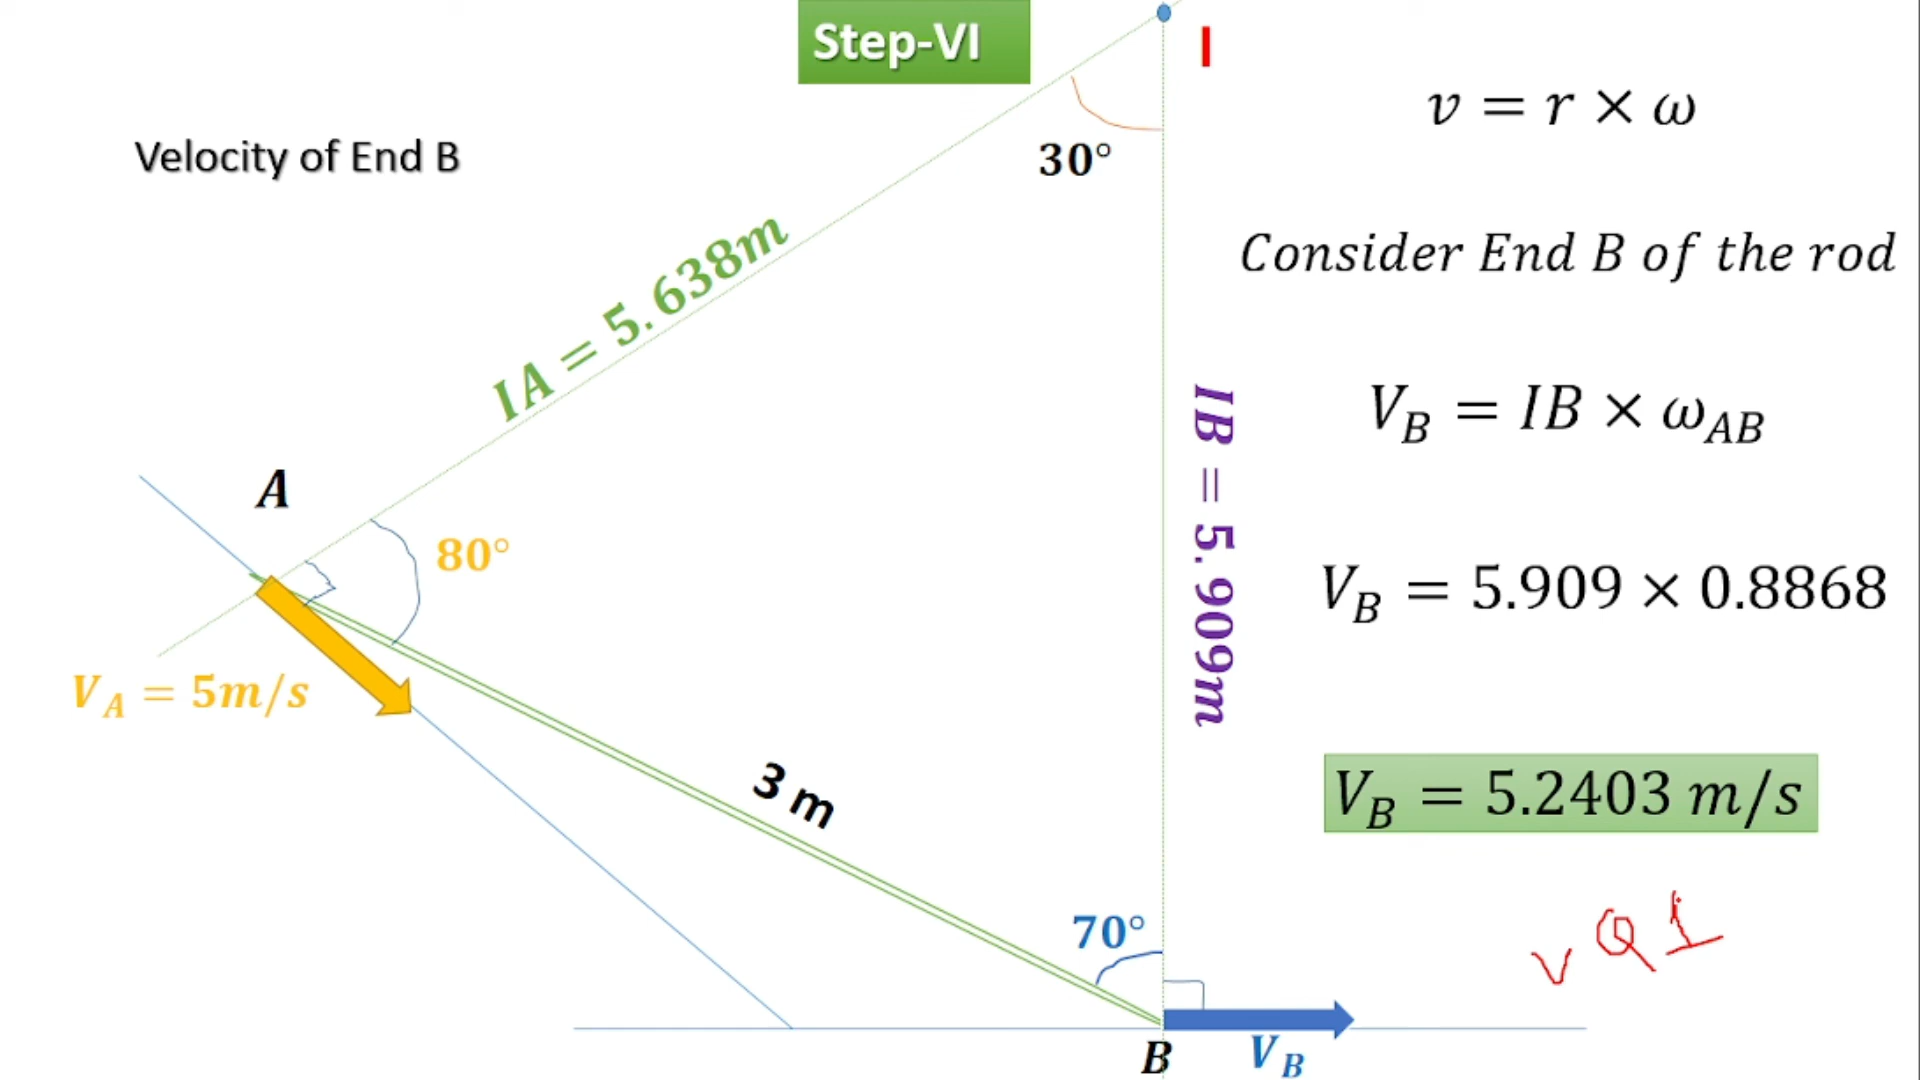 Step-VI
I
Velocity of End B
30°
v = r × ω
Consider End B of the rod
IA = 5.638m
V_B = IB × ω_AB
IB = 5.909m
A
80°
V_B = 5.909 × 0.8868
V_A = 5m/s
3 m
V_B = 5.2403 m/s
70°
B
V_B